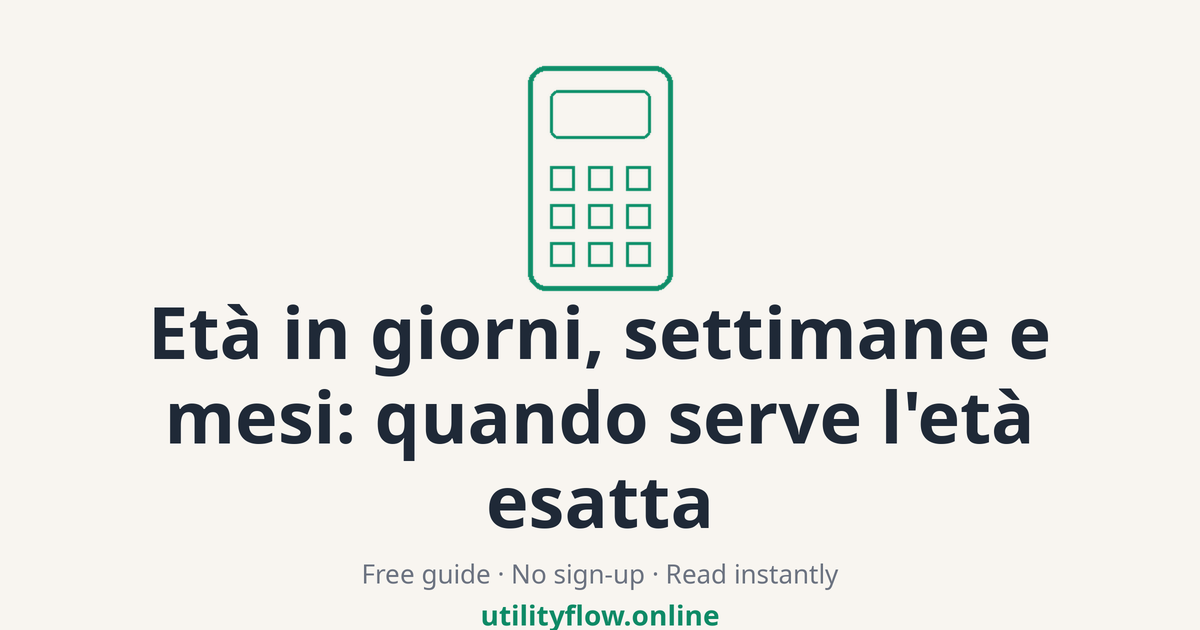 Età in giorni, settimane e
mesi: quando serve l'età
esatta
Free guide · No sign-up · Read instantly
utilityflow.online